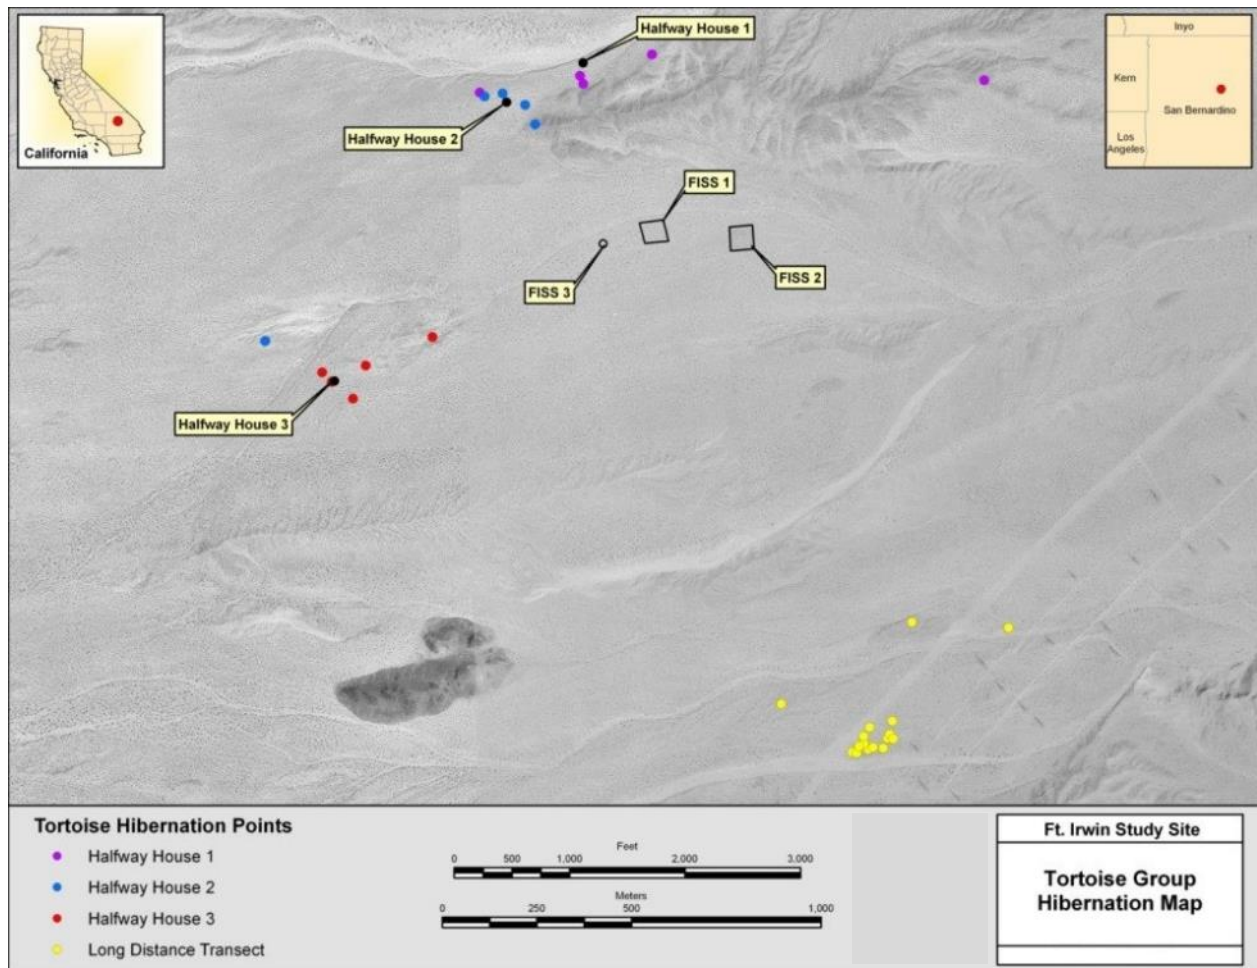 Halfway House 1
Inyo
Kern
San Bernardino
Los
Angeles
California
Halfway House 2
FISS 1
FISS 2
FISS 3
Halfway House 3
Tortoise Hibernation Points
Halfway House 1
Halfway House 2
Halfway House 3
Long Distance Transect
Feet
0 500 1,000 2,000 3,000
Meters
0 250 500 1,000
Ft. Irwin Study Site
Tortoise Group
Hibernation Map